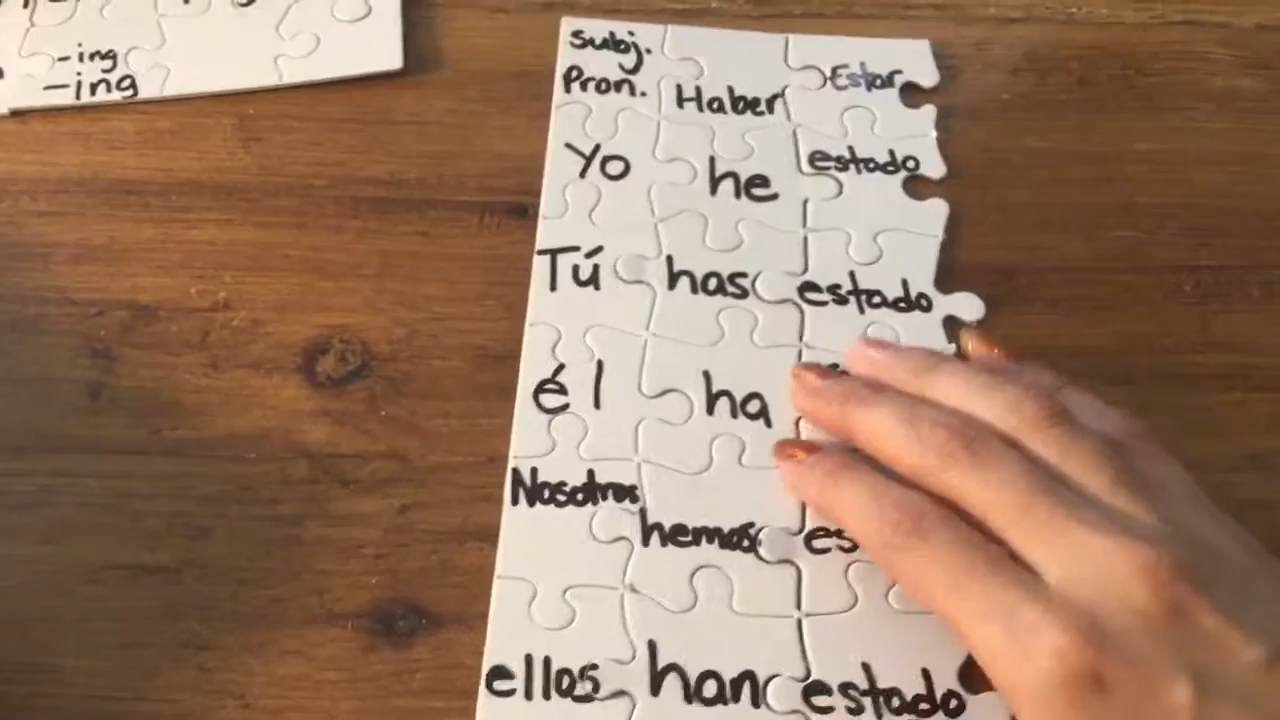 -ing
-ing
Subj.
Pron. Haber Estar
Yo he estado
Tú has estado
él ha
Nosotros hemos es
ellos han estado